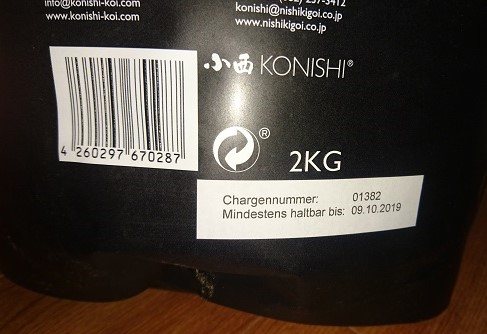 info@konishi-koi.com
www.konishi-koi.com
konishi@nishikigoi.co.jp
www.nishikigoi.co.jp
小西 KONISHI®
4 260297 670287
®
2KG
Chargennummer: 01382
Mindestens haltbar bis: 09.10.2019